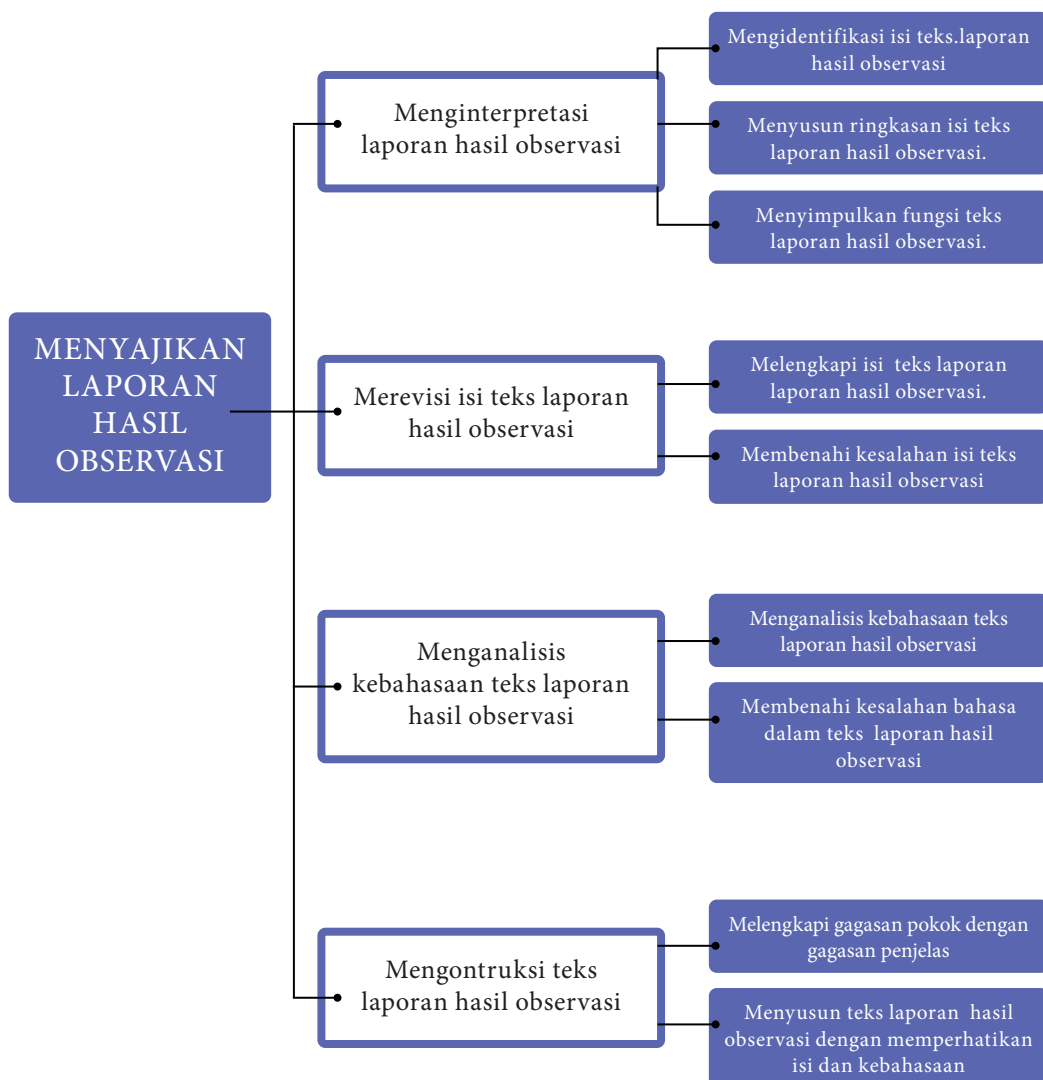 MENYAJIKAN
LAPORAN
HASIL
OBSERVASI
Menginterpretasi
laporan hasil observasi
Mengidentifikasi isi teks.laporan
hasil observasi
Menyusun ringkasan isi teks
laporan hasil observasi.
Menyimpulkan fungsi teks
laporan hasil observasi.
Merevisi isi teks laporan
hasil observasi
Melengkapi isi teks laporan
laporan hasil observasi.
Membenahi kesalahan isi teks
laporan hasil observasi
Menganalisis
kebahasaan teks laporan
hasil observasi
Menganalisis kebahasaan teks
laporan hasil observasi
Membenahi kesalahan bahasa
dalam teks laporan hasil
observasi
Mengontruksi teks
laporan hasil observasi
Melengkapi gagasan pokok dengan
gagasan penjelas
Menyusun teks laporan hasil
observasi dengan memperhatikan
isi dan kebahasaan